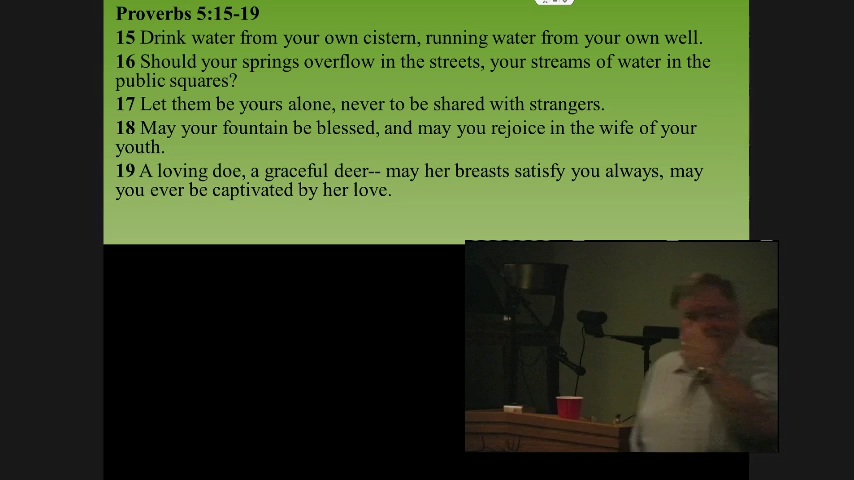 Proverbs 5:15-19
15 Drink water from your own cistern, running water from your own well.
16 Should your springs overflow in the streets, your streams of water in the
public squares?
17 Let them be yours alone, never to be shared with strangers.
18 May your fountain be blessed, and may you rejoice in the wife of your
youth.
19 A loving doe, a graceful deer-- may her breasts satisfy you always, may
you ever be captivated by her love.